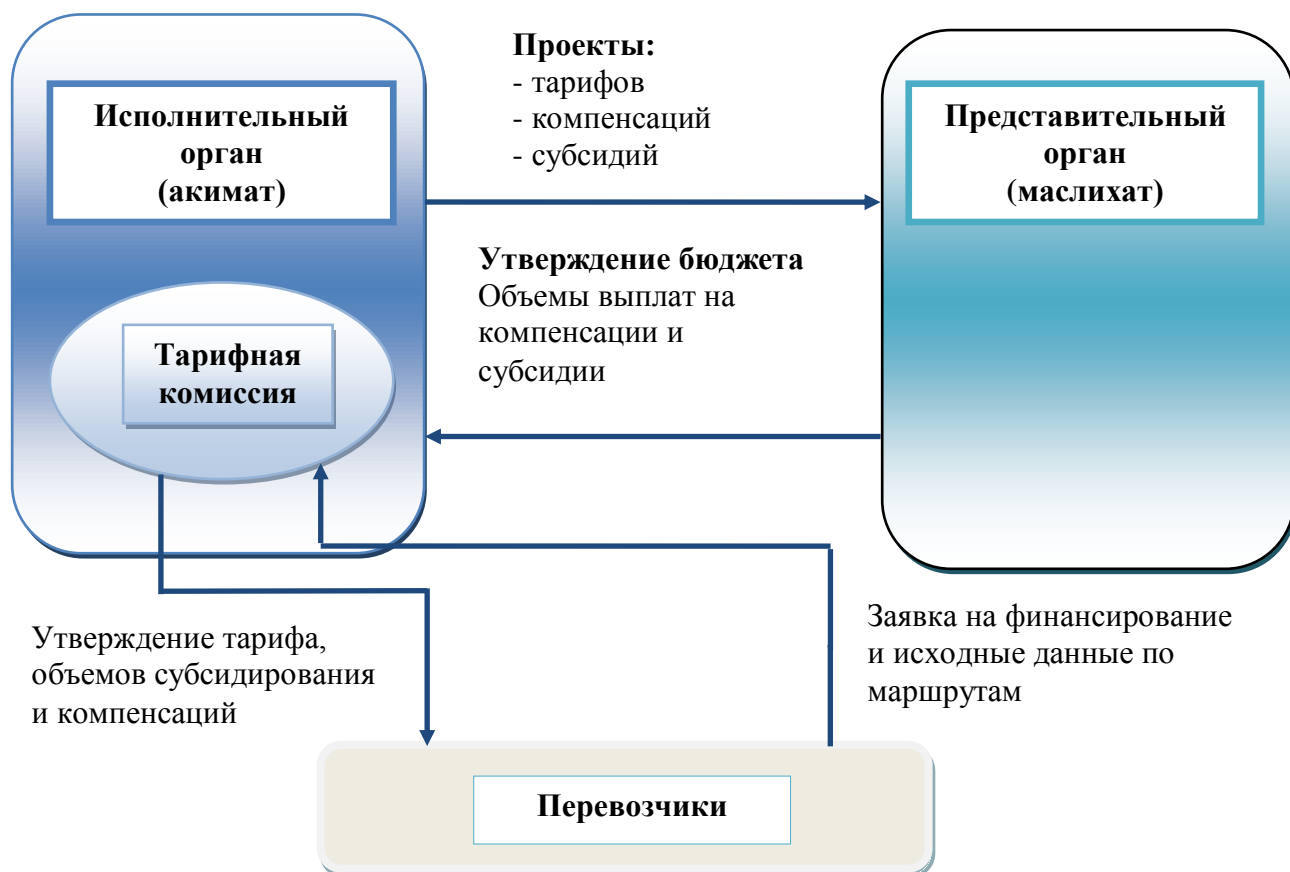 Исполнительный
орган
(акимат)
Проекты:
- тарифов
- компенсаций
- субсидий
Представительный
орган
(маслихат)
Утверждение бюджета
Объемы выплат на
компенсации и
субсидии
Тарифная
комиссия
Утверждение тарифа,
объемов субсидирования
и компенсаций
Заявка на финансирование
и исходные данные по
маршрутам
Перевозчики